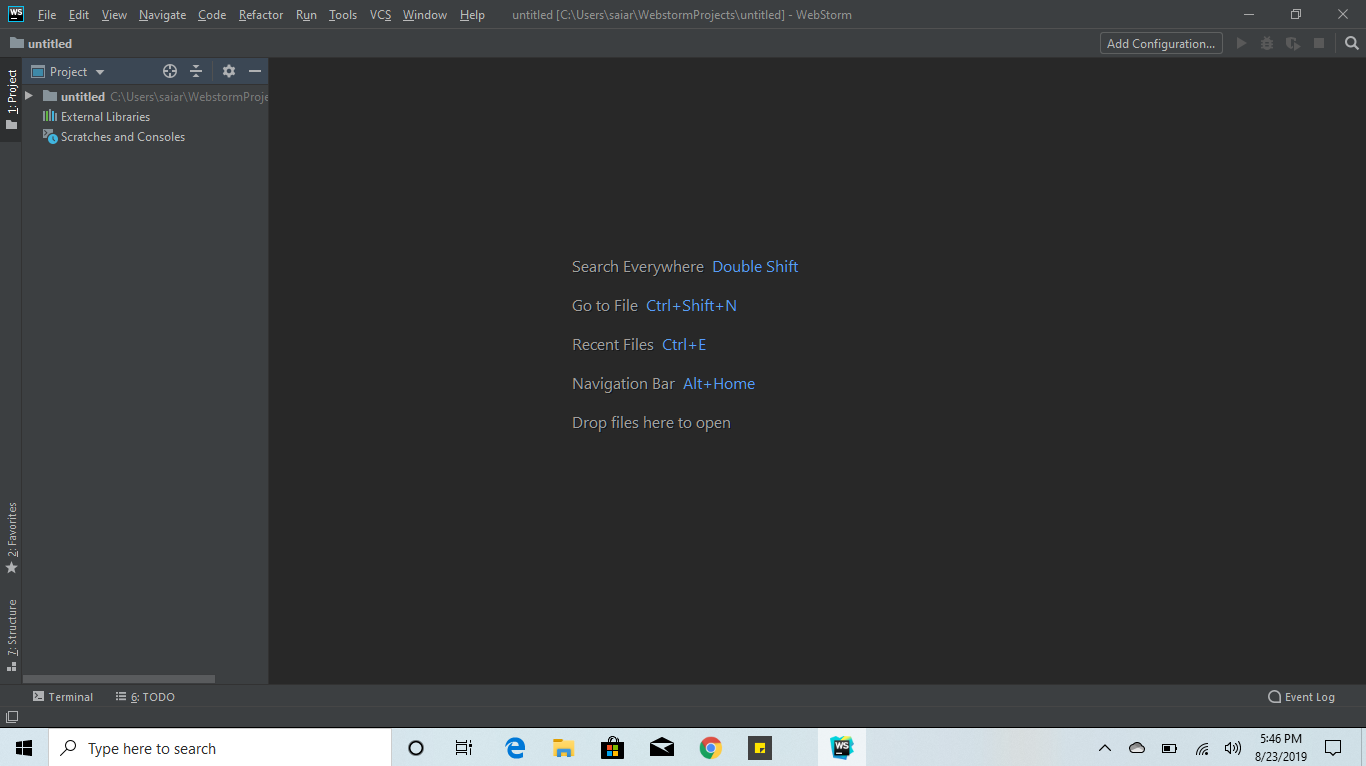 WS File Edit View Navigate Code Refactor Run Tools VCS Window Help untitled [C:\Users\saiar\WebstormProjects\untitled] - WebStorm
untitled Add Configuration...
1: Project
Project
untitled C:\Users\saiar\WebstormProje
External Libraries
Scratches and Consoles
Search Everywhere Double Shift
Go to File Ctrl+Shift+N
Recent Files Ctrl+E
Navigation Bar Alt+Home
Drop files here to open
2: Favorites
7: Structure
Terminal 6: TODO Event Log
Type here to search
WS
5:46 PM
8/23/2019